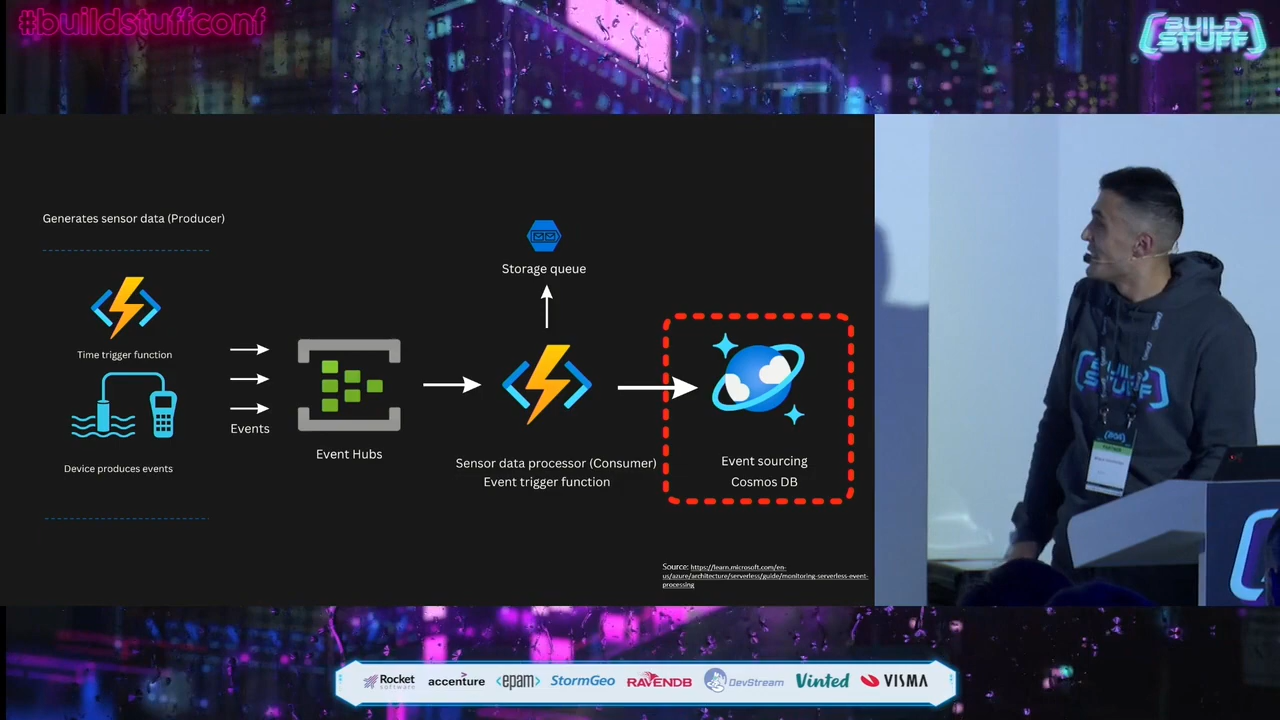 #buildstuffconf
BUILD
STUFF
Generates sensor data (Producer)
Time trigger function
Device produces events
Events
Event Hubs
Storage queue
Sensor data processor (Consumer)
Event trigger function
Event sourcing
Cosmos DB
Source: https://learn.microsoft.com/en-
us/azure/architecture/serverless/guide/monitoring-serverless-event-
processing
BUILD
STUFF
Rocket
software
accenture
<epam>
StormGeo
RAVENDB
DevStream
Vinted
VISMA